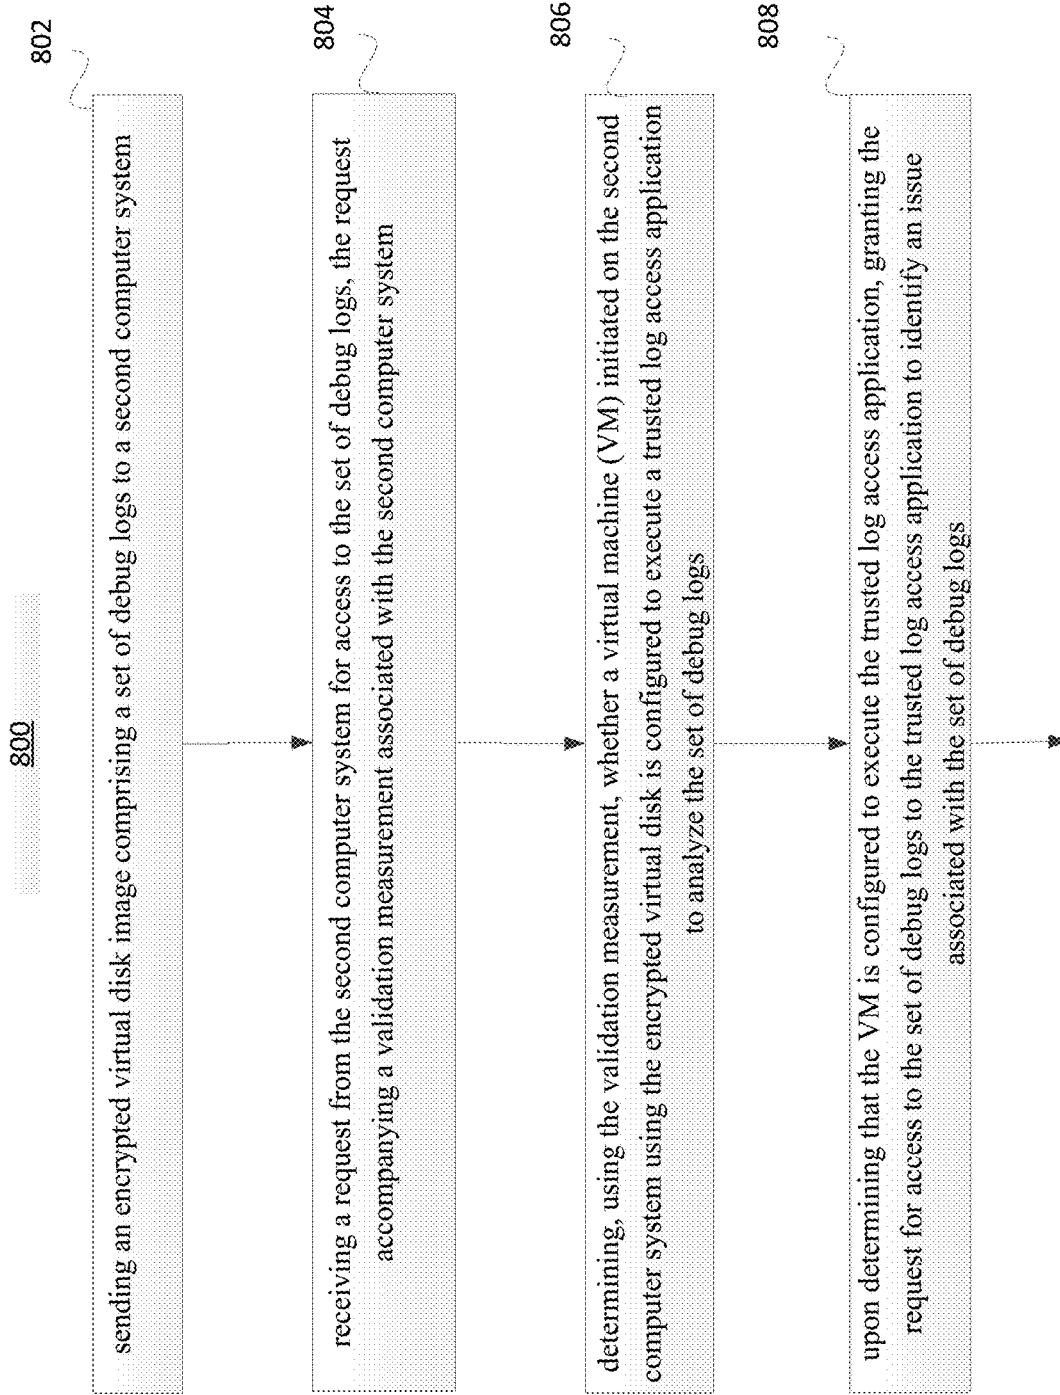 800
802
sending an encrypted virtual disk image comprising a set of debug logs to a second computer system
804
receiving a request from the second computer system for access to the set of debug logs, the request
accompanying a validation measurement associated with the second computer system
806
determining, using the validation measurement, whether a virtual machine (VM) initiated on the second
computer system using the encrypted virtual disk is configured to execute a trusted log access application
to analyze the set of debug logs
808
upon determining that the VM is configured to execute the trusted log access application, granting the
request for access to the set of debug logs to the trusted log access application to identify an issue
associated with the set of debug logs